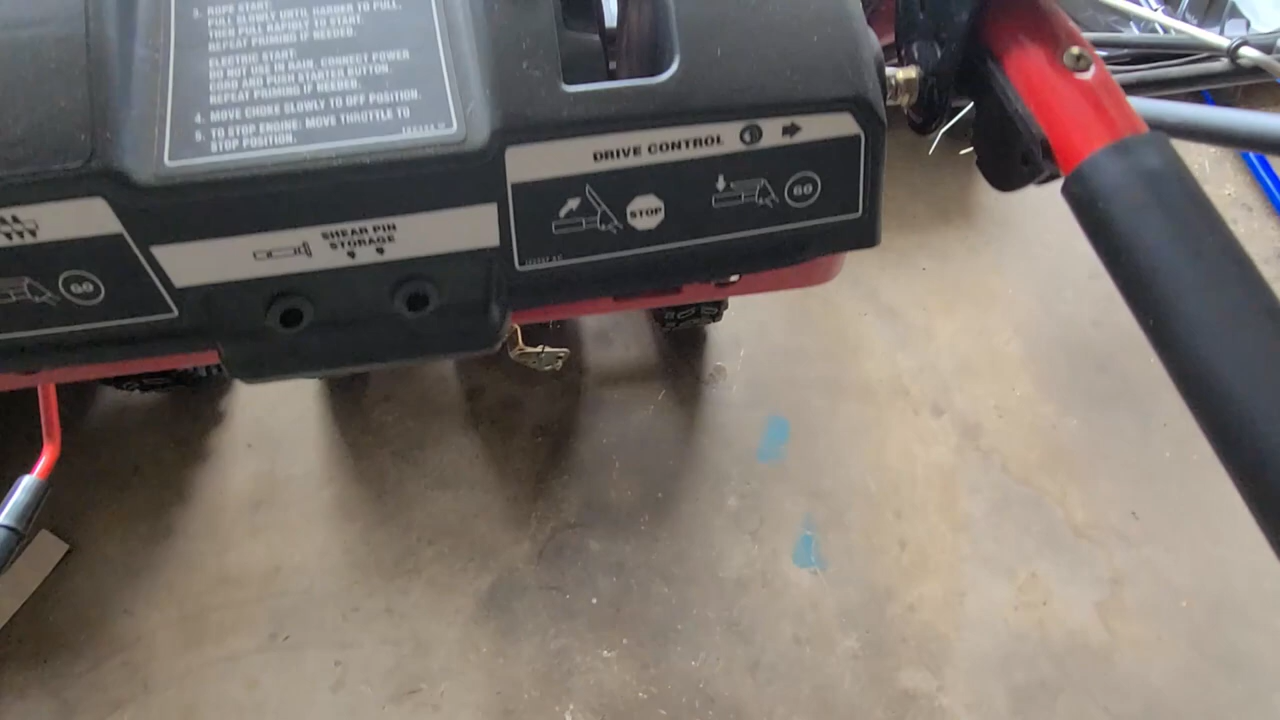 3. ROPE START:
PULL SLOWLY UNTIL HARDER TO PULL,
THEN PULL RAPIDLY TO START.
REPEAT PRIMING IF NEEDED.
ELECTRIC START:
DO NOT USE IN RAIN. CONNECT POWER
CORD AND PUSH STARTER BUTTON.
REPEAT PRIMING IF NEEDED.
4. MOVE CHOKE SLOWLY TO OFF POSITION.
5. TO STOP ENGINE: MOVE THROTTLE TO
STOP POSITION.
DRIVE CONTROL
STOP
GO
SHEAR PIN
STORAGE
GO